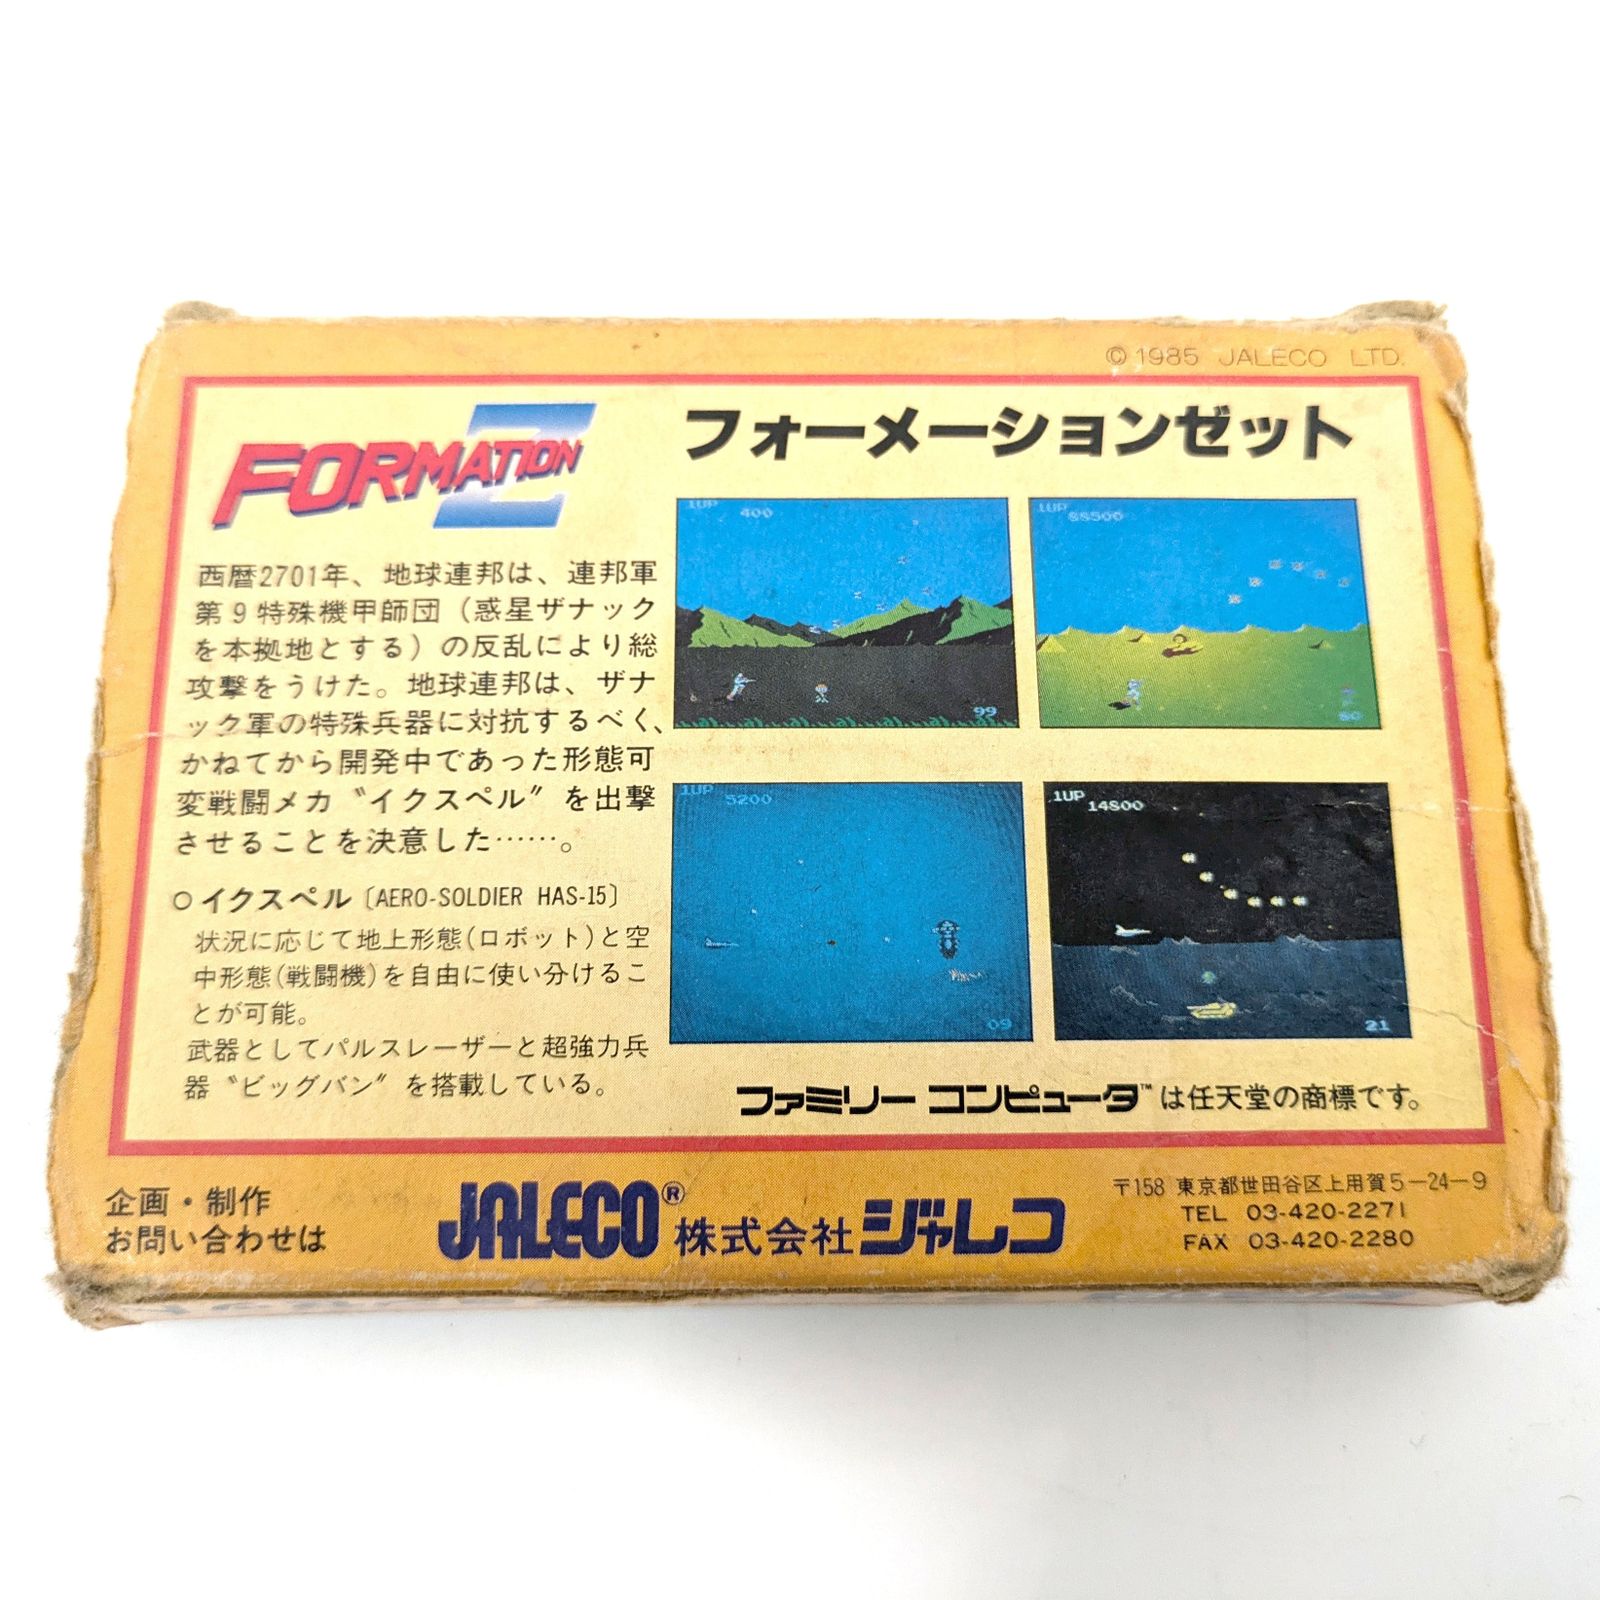 ©1985 JALECO LTD.
FORMATION Z
フォーメーションゼット
西暦2701年、地球連邦は、連邦軍
第9特殊機甲師団（惑星ザナック
を本拠地とする）の反乱により総
攻撃をうけた。地球連邦は、ザナ
ック軍の特殊兵器に対抗するべく、
かねてから開発中であった形態可
変戦闘メカ〝イクスペル〟を出撃
させることを決意した……。
○イクスペル〔AERO-SOLDIER HAS-15〕
状況に応じて地上形態(ロボット)と空
中形態(戦闘機)を自由に使い分けるこ
とが可能。
武器としてパルスレーザーと超強力兵
器〝ビッグバン〟を搭載している。
1UP 400
99
1UP 88500
80
1UP 5200
09
1UP 14800
21
ファミリー コンピュータ™は任天堂の商標です。
企画・制作
お問い合わせは
JALECO® 株式会社ジャレコ
〒158 東京都世田谷区上用賀5-24-9
TEL 03-420-2271
FAX 03-420-2280